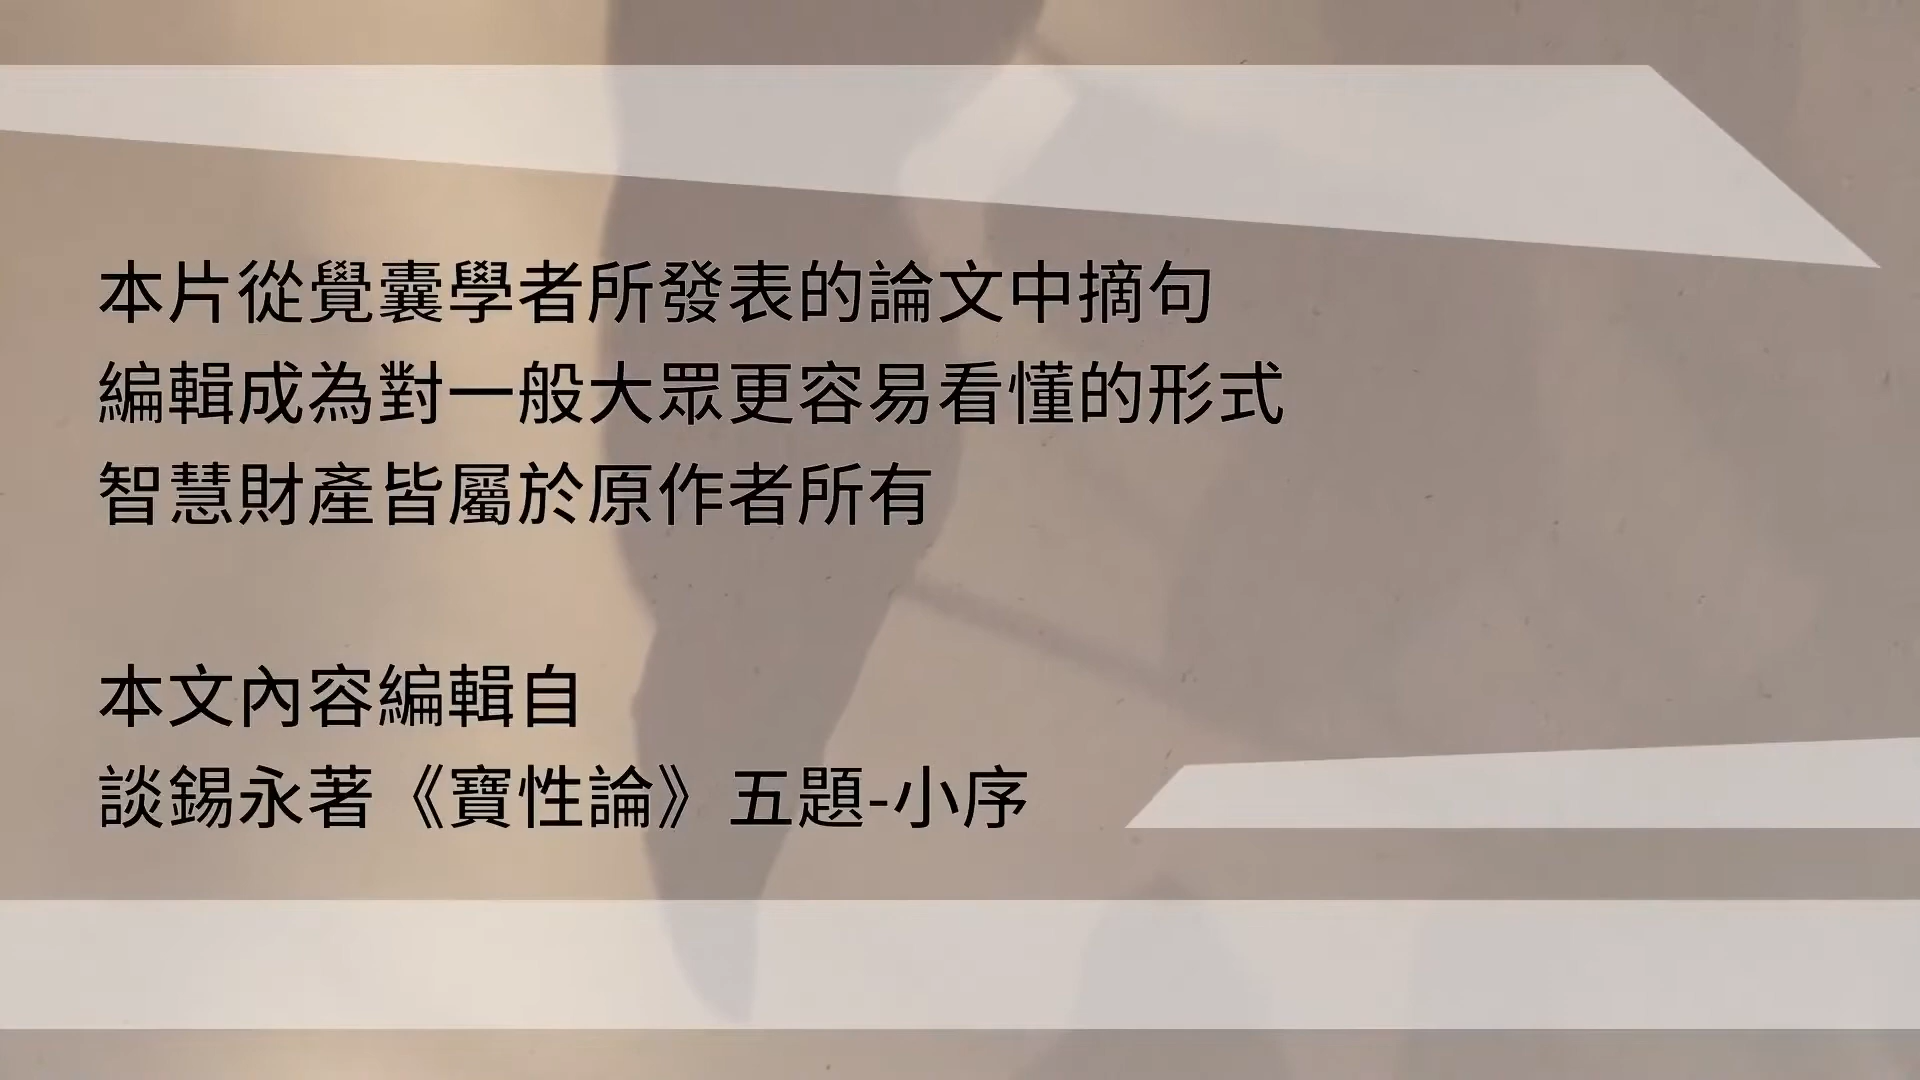 本片從覺囊學者所發表的論文中摘句
編輯成為對一般大眾更容易看懂的形式
智慧財產皆屬於原作者所有
本文內容編輯自
談錫永著《寶性論》五題-小序